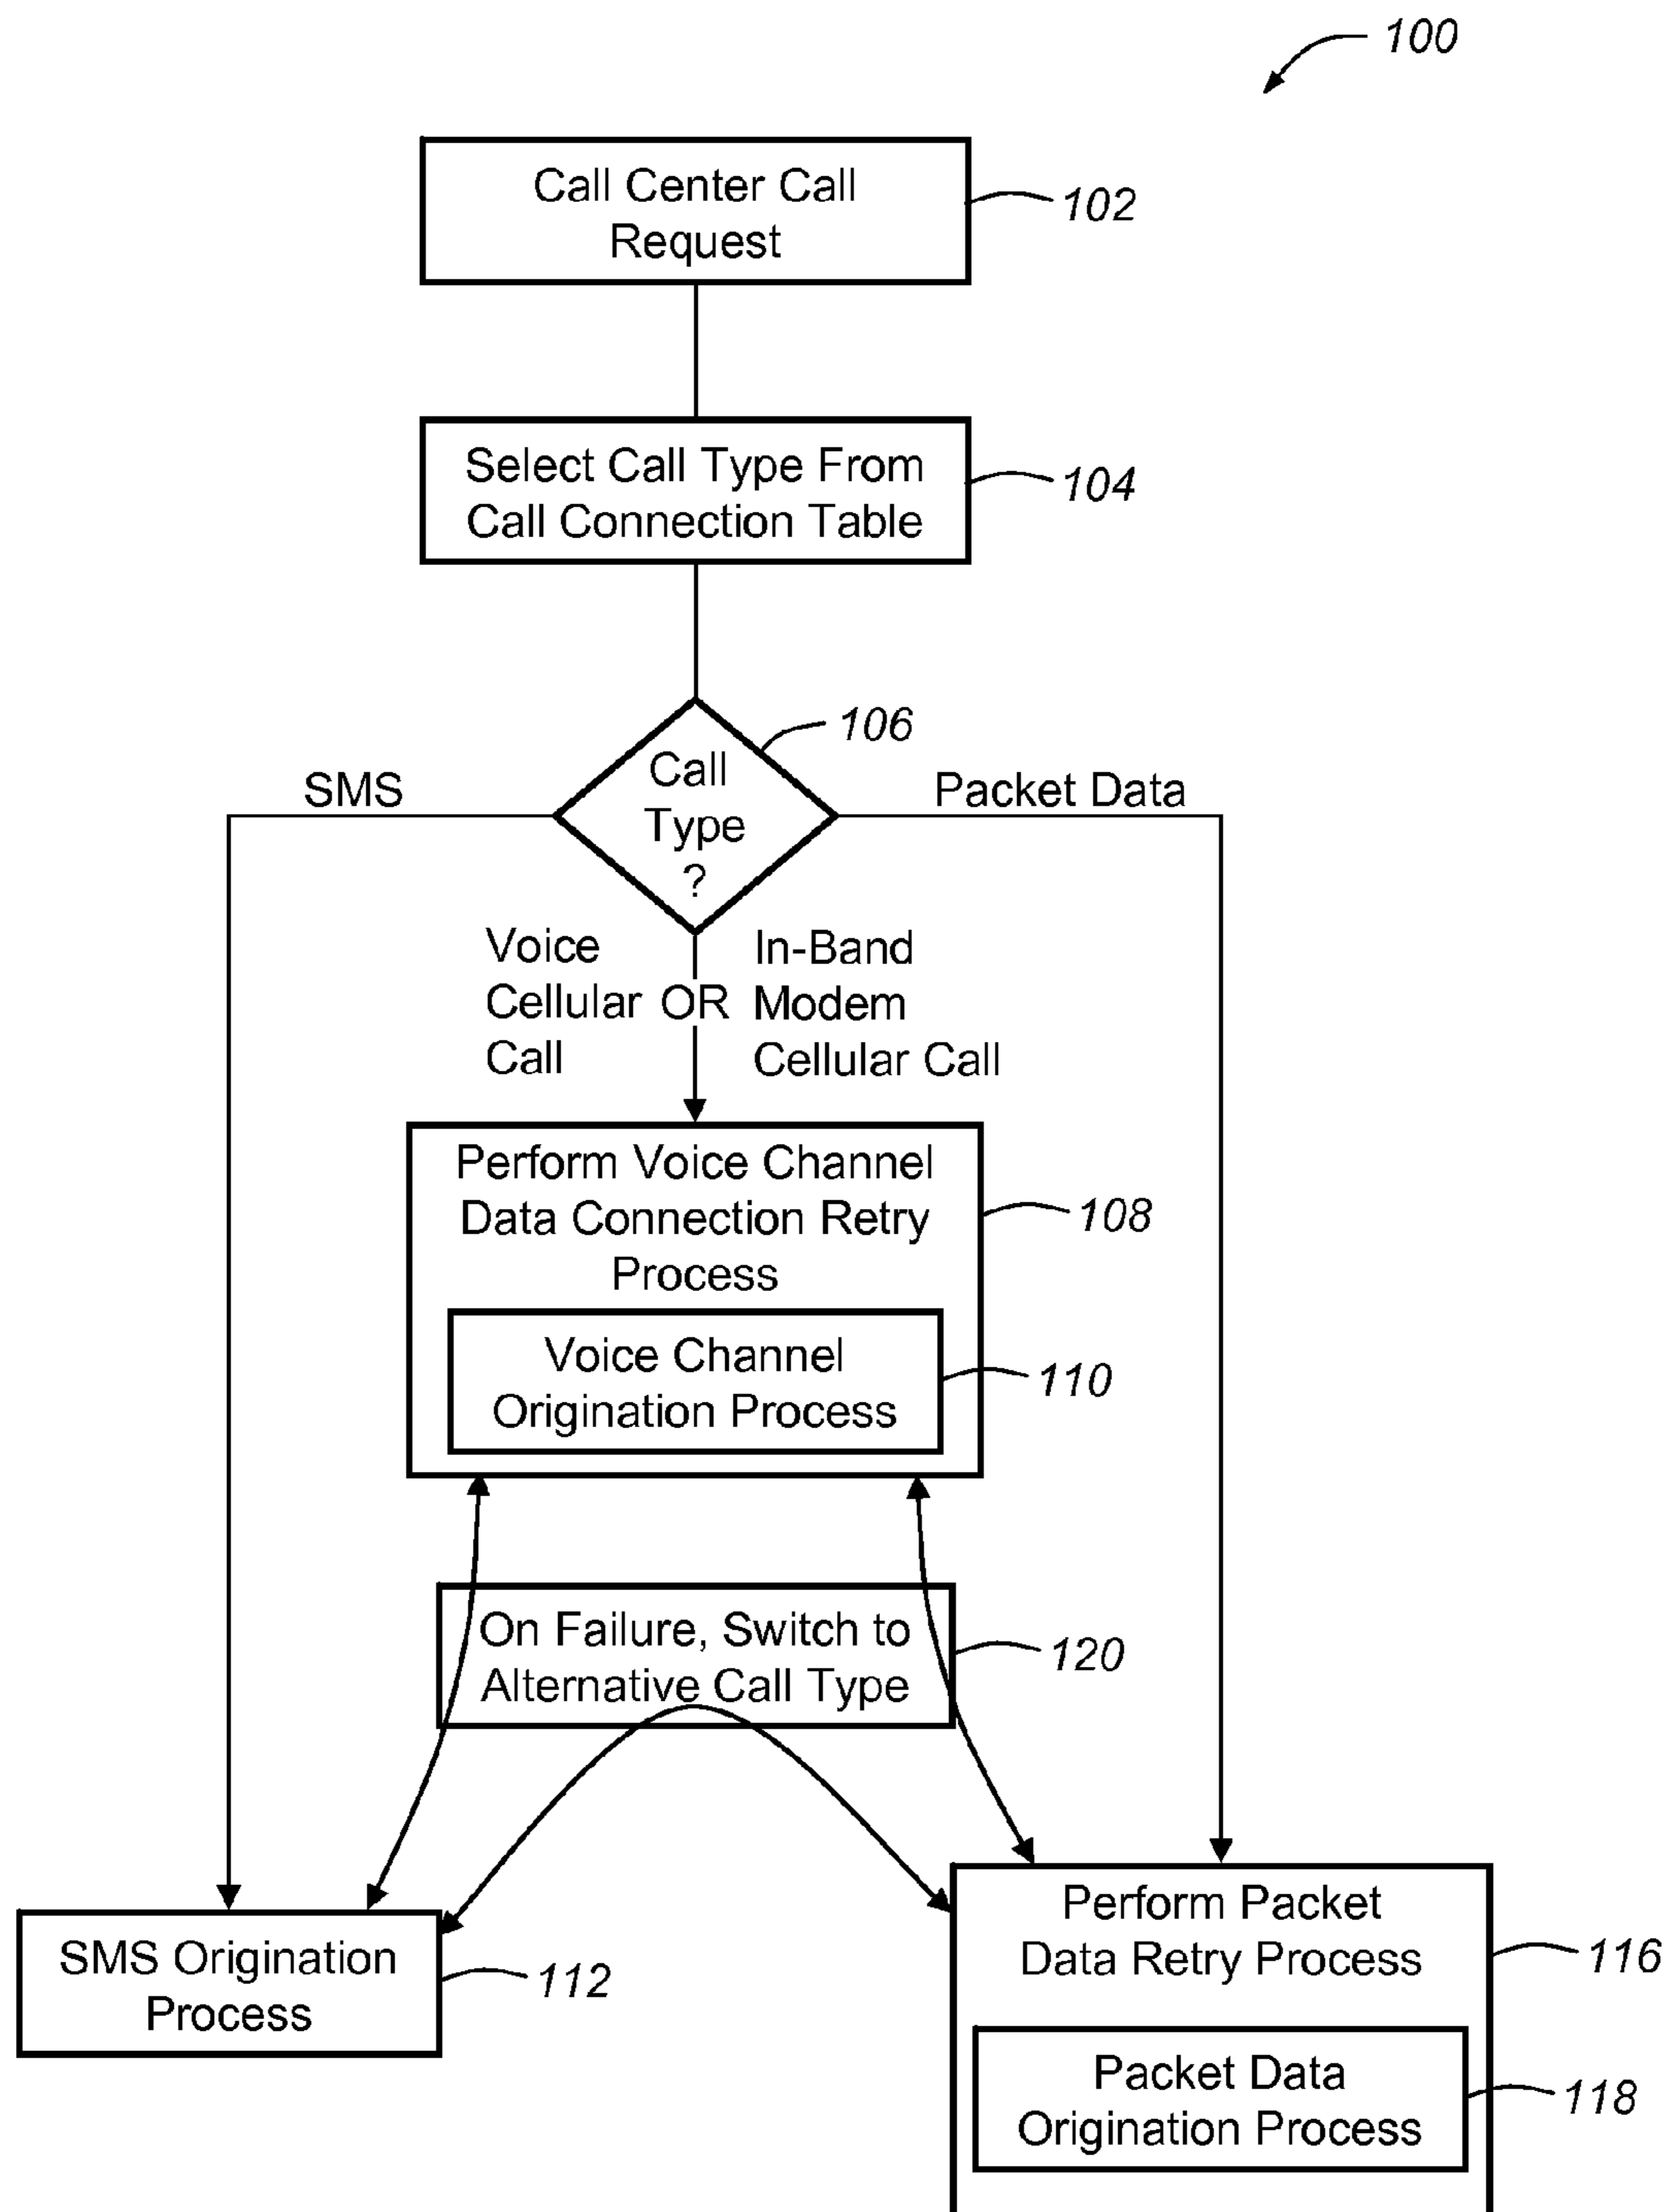 100
Call Center Call
Request
102
Select Call Type From
Call Connection Table
104
106
Call
Type
?
SMS
Packet Data
Voice
Cellular
Call
OR
In-Band
Modem
Cellular Call
Perform Voice Channel
Data Connection Retry
Process
108
Voice Channel
Origination Process
110
On Failure, Switch to
Alternative Call Type
120
SMS Origination
Process
112
Perform Packet
Data Retry Process
116
Packet Data
Origination Process
118